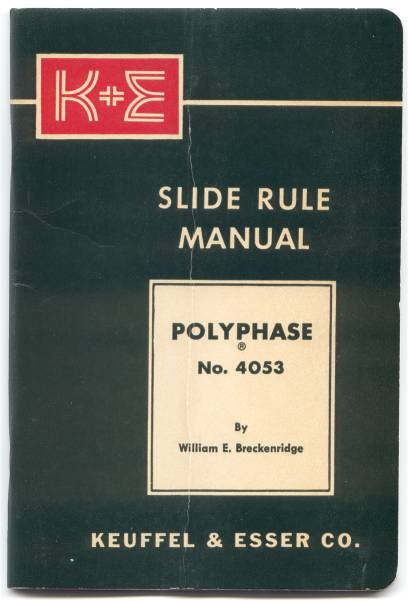 K+E
SLIDE RULE
MANUAL
POLYPHASE
®
No. 4053
By
William E. Breckenridge
KEUFFEL & ESSER CO.